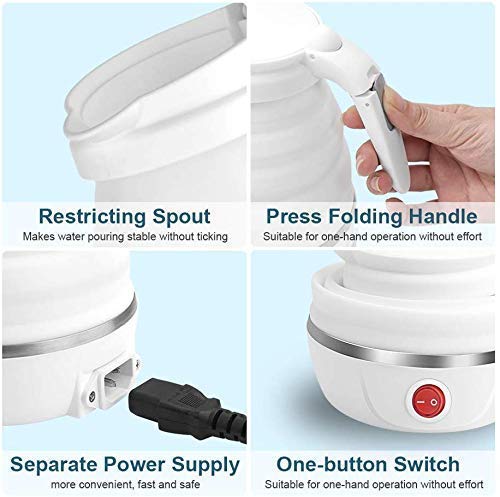 Restricting Spout
Makes water pouring stable without ticking
Press Folding Handle
Suitable for one-hand operation without effort
Separate Power Supply
more convenient, fast and safe
One-button Switch
Suitable for one-hand operation without effort